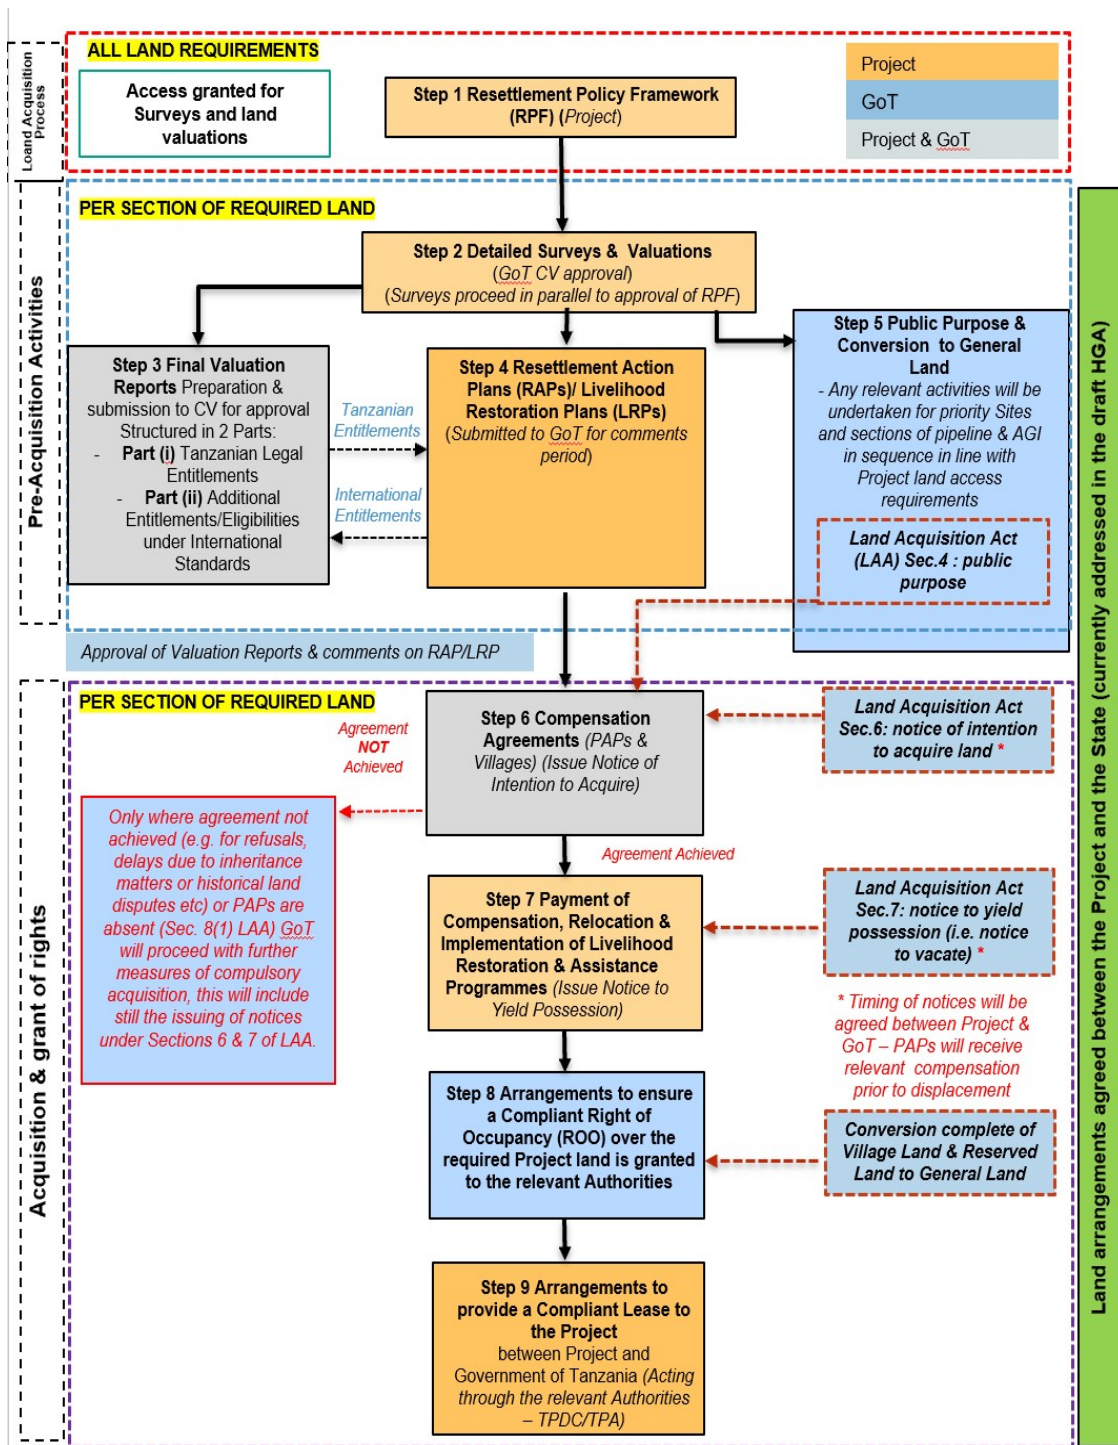 Loand Acquisition
Process
ALL LAND REQUIREMENTS
Access granted for
Surveys and land
valuations
Step 1 Resettlement Policy Framework
(RPF) (Project)
Project
GoT
Project & GoT
Pre-Acquisition Activities
PER SECTION OF REQUIRED LAND
Step 2 Detailed Surveys & Valuations
(GoT CV approval)
(Surveys proceed in parallel to approval of RPF)
Step 3 Final Valuation
Reports Preparation &
submission to CV for approval
Structured in 2 Parts:
- Part (i) Tanzanian Legal
Entitlements
- Part (ii) Additional
Entitlements/Eligibilities
under International
Standards
Tanzanian
Entitlements
International
Entitlements
Step 4 Resettlement Action
Plans (RAPs)/ Livelihood
Restoration Plans (LRPs)
(Submitted to GoT for comments
period)
Step 5 Public Purpose &
Conversion to General
Land
- Any relevant activities will be
undertaken for priority Sites
and sections of pipeline & AGI
in sequence in line with
Project land access
requirements
Land Acquisition Act
(LAA) Sec.4 : public
purpose
Approval of Valuation Reports & comments on RAP/LRP
Acquisition & grant of rights
PER SECTION OF REQUIRED LAND
Agreement
NOT
Achieved
Step 6 Compensation
Agreements (PAPs &
Villages) (Issue Notice of
Intention to Acquire)
Land Acquisition Act
Sec.6: notice of intention
to acquire land *
Only where agreement not
achieved (e.g. for refusals,
delays due to inheritance
matters or historical land
disputes etc) or PAPs are
absent (Sec. 8(1) LAA) GoT
will proceed with further
measures of compulsory
acquisition, this will include
still the issuing of notices
under Sections 6 & 7 of LAA.
Agreement Achieved
Step 7 Payment of
Compensation, Relocation &
Implementation of Livelihood
Restoration & Assistance
Programmes (Issue Notice to
Yield Possession)
Land Acquisition Act
Sec.7: notice to yield
possession (i.e. notice
to vacate) *
* Timing of notices will be
agreed between Project &
GoT – PAPs will receive
relevant compensation
prior to displacement
Step 8 Arrangements to ensure
a Compliant Right of
Occupancy (ROO) over the
required Project land is granted
to the relevant Authorities
Conversion complete of
Village Land & Reserved
Land to General Land
Step 9 Arrangements to
provide a Compliant Lease to
the Project
between Project and
Government of Tanzania (Acting
through the relevant Authorities
– TPDC/TPA)
Land arrangements agreed between the Project and the State (currently addressed in the draft HGA)